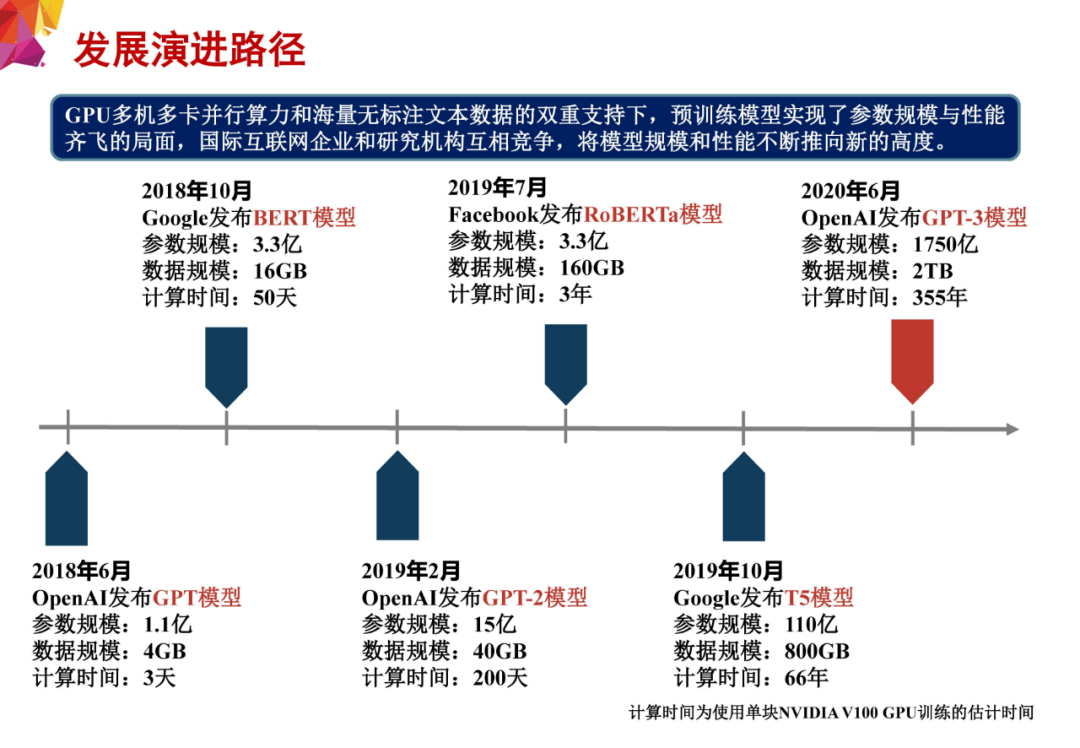 发展演进路径
GPU多机多卡并行算力和海量无标注文本数据的双重支持下，预训练模型实现了参数规模与性能
齐飞的局面，国际互联网企业和研究机构互相竞争，将模型规模和性能不断推向新的高度。
2018年10月
Google发布BERT模型
参数规模：3.3亿
数据规模：16GB
计算时间：50天
2019年7月
Facebook发布RoBERTa模型
参数规模：3.3亿
数据规模：160GB
计算时间：3年
2020年6月
OpenAI发布GPT-3模型
参数规模：1750亿
数据规模：2TB
计算时间：355年
2018年6月
OpenAI发布GPT模型
参数规模：1.1亿
数据规模：4GB
计算时间：3天
2019年2月
OpenAI发布GPT-2模型
参数规模：15亿
数据规模：40GB
计算时间：200天
2019年10月
Google发布T5模型
参数规模：110亿
数据规模：800GB
计算时间：66年
计算时间为使用单块NVIDIA V100 GPU训练的估计时间